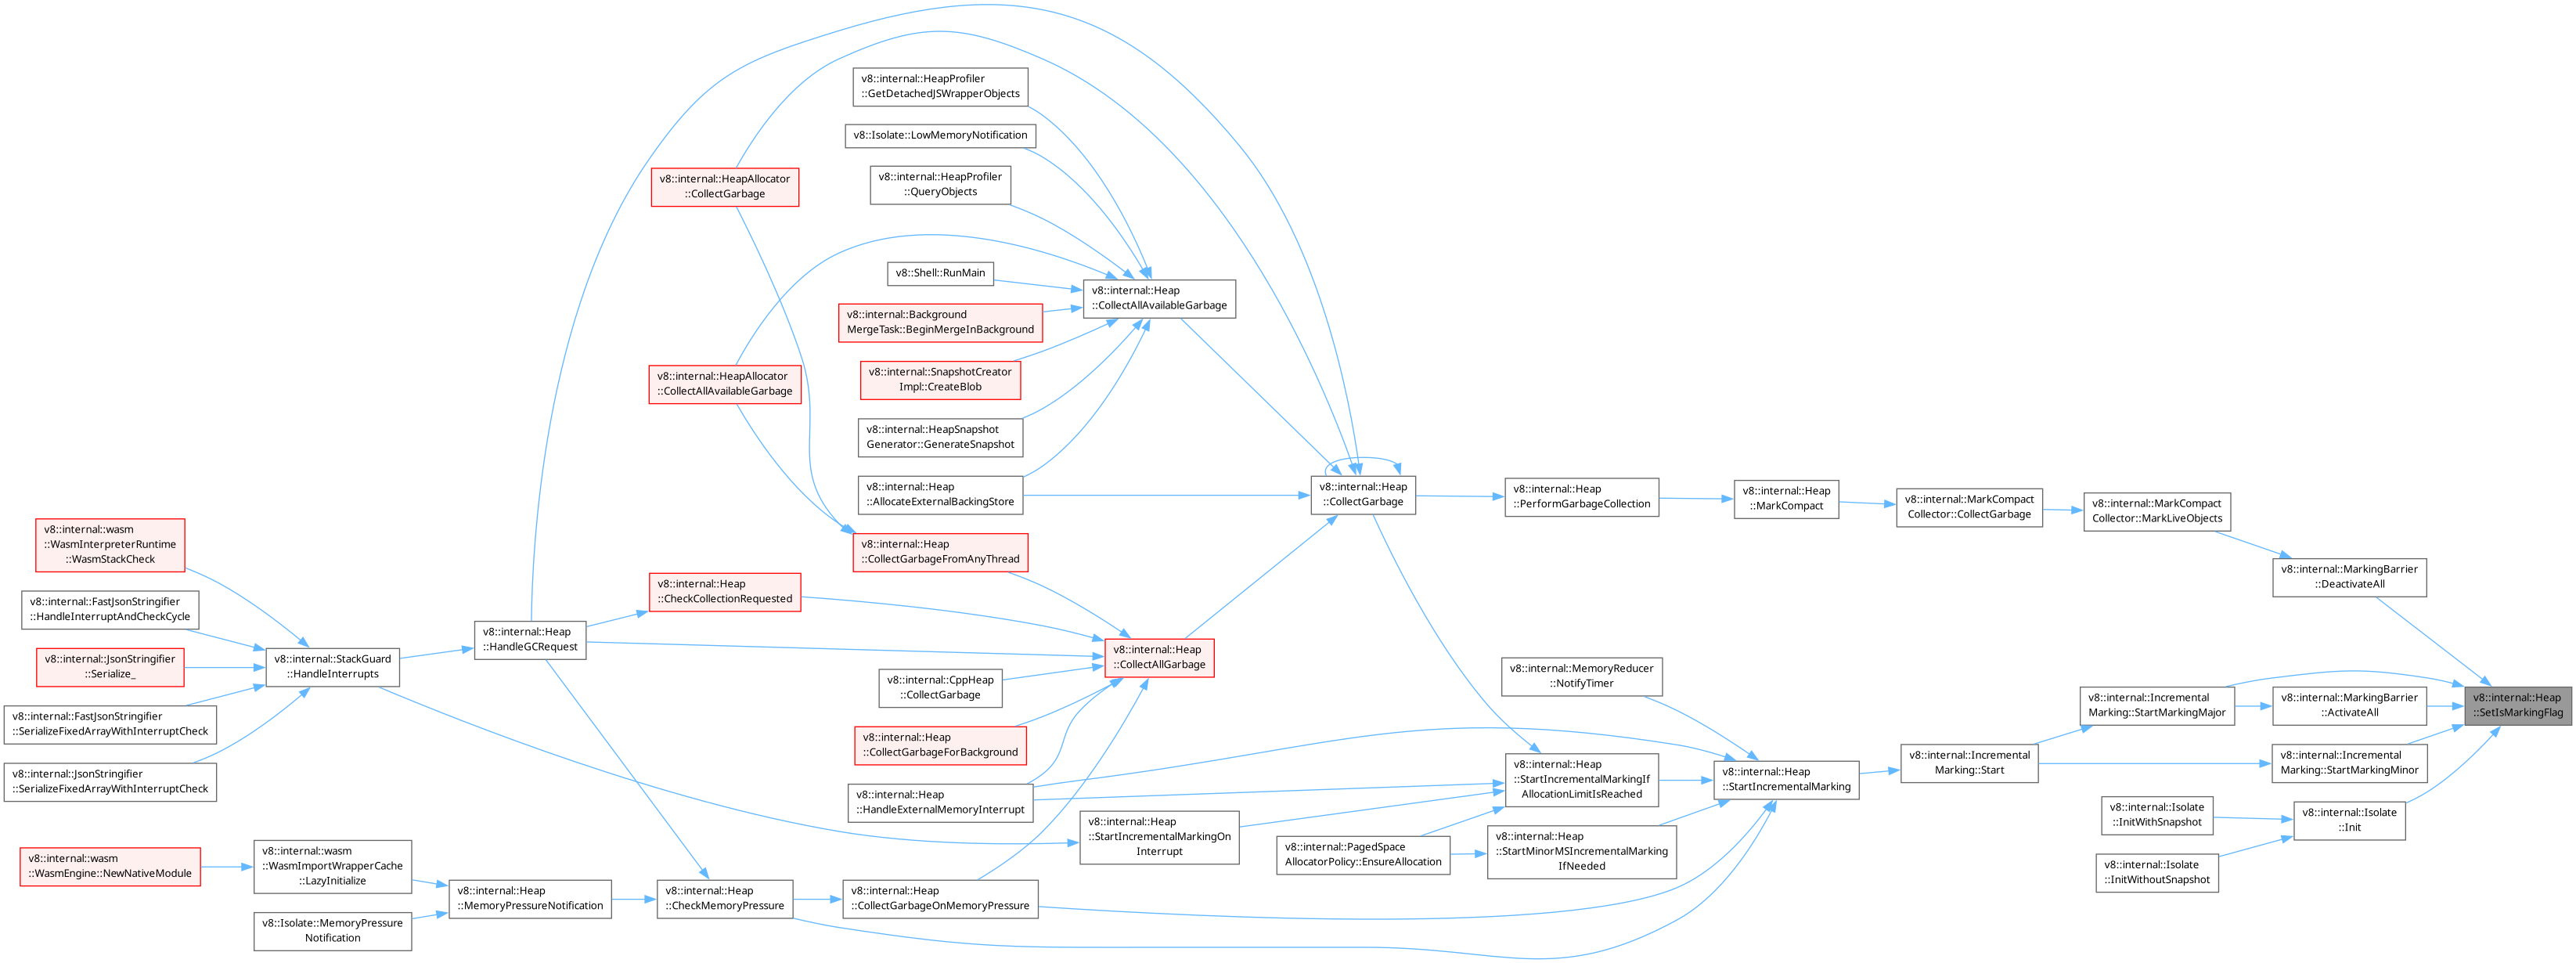 v8::internal::HeapProfiler
::GetDetachedJSWrapperObjects
v8::Isolate::LowMemoryNotification
v8::internal::HeapProfiler
::QueryObjects
v8::internal::HeapAllocator
::CollectGarbage
v8::Shell::RunMain
v8::internal::Heap
::CollectAllAvailableGarbage
v8::internal::Background
MergeTask::BeginMergeInBackground
v8::internal::SnapshotCreator
Impl::CreateBlob
v8::internal::HeapAllocator
::CollectAllAvailableGarbage
v8::internal::HeapSnapshot
Generator::GenerateSnapshot
v8::internal::Heap
::AllocateExternalBackingStore
v8::internal::Heap
::CollectGarbage
v8::internal::Heap
::PerformGarbageCollection
v8::internal::Heap
::MarkCompact
v8::internal::MarkCompact
Collector::CollectGarbage
v8::internal::MarkCompact
Collector::MarkLiveObjects
v8::internal::wasm
::WasmInterpreterRuntime
::WasmStackCheck
v8::internal::Heap
::CollectGarbageFromAnyThread
v8::internal::MarkingBarrier
::DeactivateAll
v8::internal::Heap
::CheckCollectionRequested
v8::internal::FastJsonStringifier
::HandleInterruptAndCheckCycle
v8::internal::Heap
::HandleGCRequest
v8::internal::Heap
::CollectAllGarbage
v8::internal::StackGuard
::HandleInterrupts
v8::internal::JsonStringifier
::Serialize_
v8::internal::CppHeap
::CollectGarbage
v8::internal::MemoryReducer
::NotifyTimer
v8::internal::Incremental
Marking::StartMarkingMajor
v8::internal::MarkingBarrier
::ActivateAll
v8::internal::Heap
::SetIsMarkingFlag
v8::internal::FastJsonStringifier
::SerializeFixedArrayWithInterruptCheck
v8::internal::Heap
::CollectGarbageForBackground
v8::internal::Incremental
Marking::Start
v8::internal::Incremental
Marking::StartMarkingMinor
v8::internal::JsonStringifier
::SerializeFixedArrayWithInterruptCheck
v8::internal::Heap
::StartIncrementalMarkingIf
AllocationLimitIsReached
v8::internal::Heap
::StartIncrementalMarking
v8::internal::Heap
::HandleExternalMemoryInterrupt
v8::internal::Isolate
::InitWithSnapshot
v8::internal::Isolate
::Init
v8::internal::Heap
::StartIncrementalMarkingOn
Interrupt
v8::internal::PagedSpace
AllocatorPolicy::EnsureAllocation
v8::internal::Heap
::StartMinorMSIncrementalMarking
IfNeeded
v8::internal::Isolate
::InitWithoutSnapshot
v8::internal::wasm
::WasmEngine::NewNativeModule
v8::internal::wasm
::WasmImportWrapperCache
::LazyInitialize
v8::internal::Heap
::MemoryPressureNotification
v8::internal::Heap
::CheckMemoryPressure
v8::internal::Heap
::CollectGarbageOnMemoryPressure
v8::Isolate::MemoryPressure
Notification